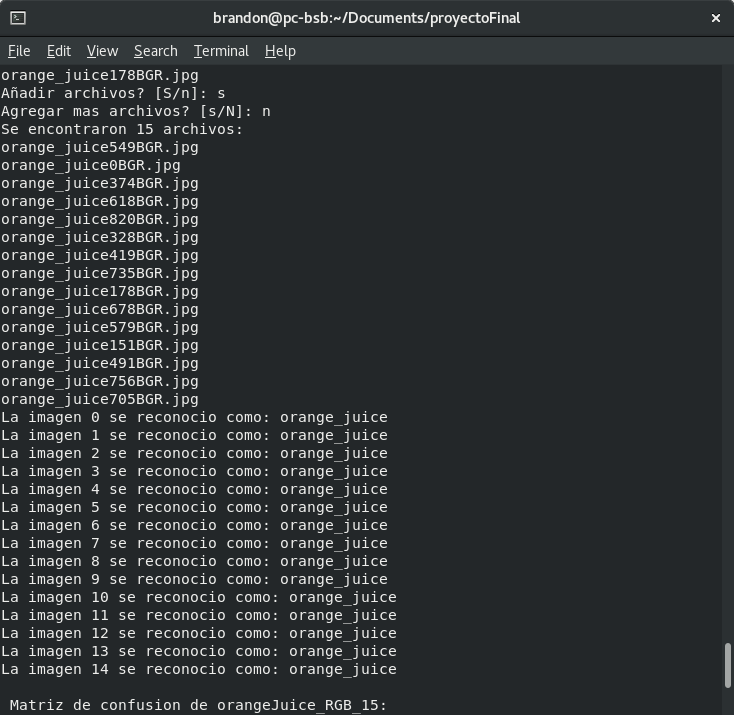 brandon@pc-bsb:~/Documents/proyectoFinal
File Edit View Search Terminal Help
orange_juice178BGR.jpg
Añadir archivos? [S/n]: s
Agregar mas archivos? [s/N]: n
Se encontraron 15 archivos:
orange_juice549BGR.jpg
orange_juice0BGR.jpg
orange_juice374BGR.jpg
orange_juice618BGR.jpg
orange_juice820BGR.jpg
orange_juice328BGR.jpg
orange_juice419BGR.jpg
orange_juice735BGR.jpg
orange_juice178BGR.jpg
orange_juice678BGR.jpg
orange_juice579BGR.jpg
orange_juice151BGR.jpg
orange_juice491BGR.jpg
orange_juice756BGR.jpg
orange_juice705BGR.jpg
La imagen 0 se reconocio como: orange_juice
La imagen 1 se reconocio como: orange_juice
La imagen 2 se reconocio como: orange_juice
La imagen 3 se reconocio como: orange_juice
La imagen 4 se reconocio como: orange_juice
La imagen 5 se reconocio como: orange_juice
La imagen 6 se reconocio como: orange_juice
La imagen 7 se reconocio como: orange_juice
La imagen 8 se reconocio como: orange_juice
La imagen 9 se reconocio como: orange_juice
La imagen 10 se reconocio como: orange_juice
La imagen 11 se reconocio como: orange_juice
La imagen 12 se reconocio como: orange_juice
La imagen 13 se reconocio como: orange_juice
La imagen 14 se reconocio como: orange_juice
Matriz de confusion de orangeJuice_RGB_15: